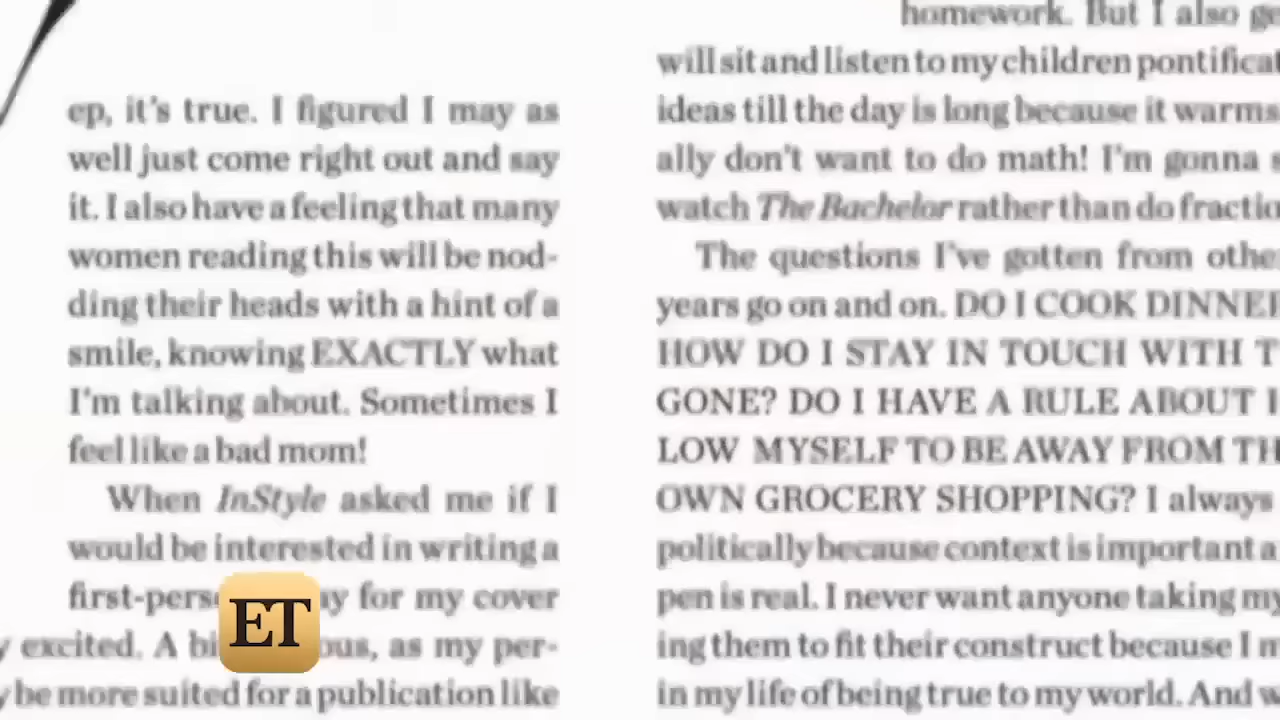 ep, it's true. I figured I may as
well just come right out and say
it. I also have a feeling that many
women reading this will be nod-
ding their heads with a hint of a
smile, knowing EXACTLY what
I'm talking about. Sometimes I
feel like a bad mom!
When InStyle asked me if I
would be interested in writing a
first-pers ay for my cover
y excited. A bi ous, as my per-
y be more suited for a publication like
ET
homework. But I also ge
will sit and listen to my children pontificat
ideas till the day is long because it warms
ally don't want to do math! I'm gonna s
watch The Bachelor rather than do fractio
The questions I've gotten from othe
years go on and on. DO I COOK DINNER
HOW DO I STAY IN TOUCH WITH T
GONE? DO I HAVE A RULE ABOUT
LOW MYSELF TO BE AWAY FROM TH
OWN GROCERY SHOPPING? I always
politically because context is important a
pen is real. I never want anyone taking my
ing them to fit their construct because I m
in my life of being true to my world. And w